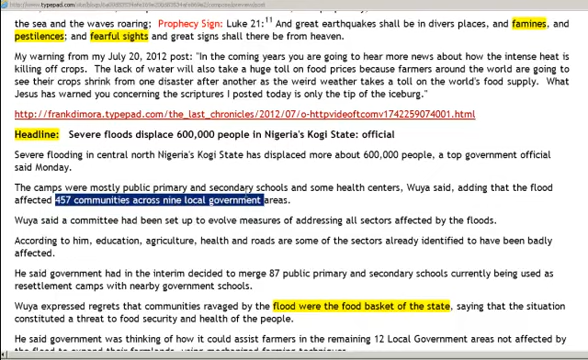 the sea and the waves roaring; Prophecy Sign: Luke 21:11 And great earthquakes shall be in divers places, and famines, and
pestilences; and fearful sights and great signs shall there be from heaven.
My warning from my July 20, 2012 post: "In the coming years you are going to hear more news about how the intense heat is
killing off crops. The lack of water will also take a huge toll on food prices because farmers around the world are going to
see their crops shrink from one disaster after another as the weird weather takes a toll on the world's food supply. What
Jesus has warned you concerning the scriptures I posted today is only the tip of the iceburg."
http://frankdimora.typepad.com/the_last_chronicles/2012/07/o-httpvideoftcomv1742259074001.html
Headline: Severe floods displace 600,000 people in Nigeria's Kogi State: official
Severe flooding in central north Nigeria's Kogi State has displaced more about 600,000 people, a top government official
said Monday.
The camps were mostly public primary and secondary schools and some health centers, Wuya said, adding that the flood
affected 457 communities across nine local government areas.
Wuya said a committee had been set up to evolve measures of addressing all sectors affected by the floods.
According to him, education, agriculture, health and roads are some of the sectors already identified to have been badly
affected.
He said government had in the interim decided to merge 87 public primary and secondary schools currently being used as
resettlement camps with nearby government schools.
Wuya expressed regrets that communities ravaged by the flood were the food basket of the state, saying that the situation
constituted a threat to food security and health of the people.
He said government was thinking of how it could assist farmers in the remaining 12 Local Government areas not affected by